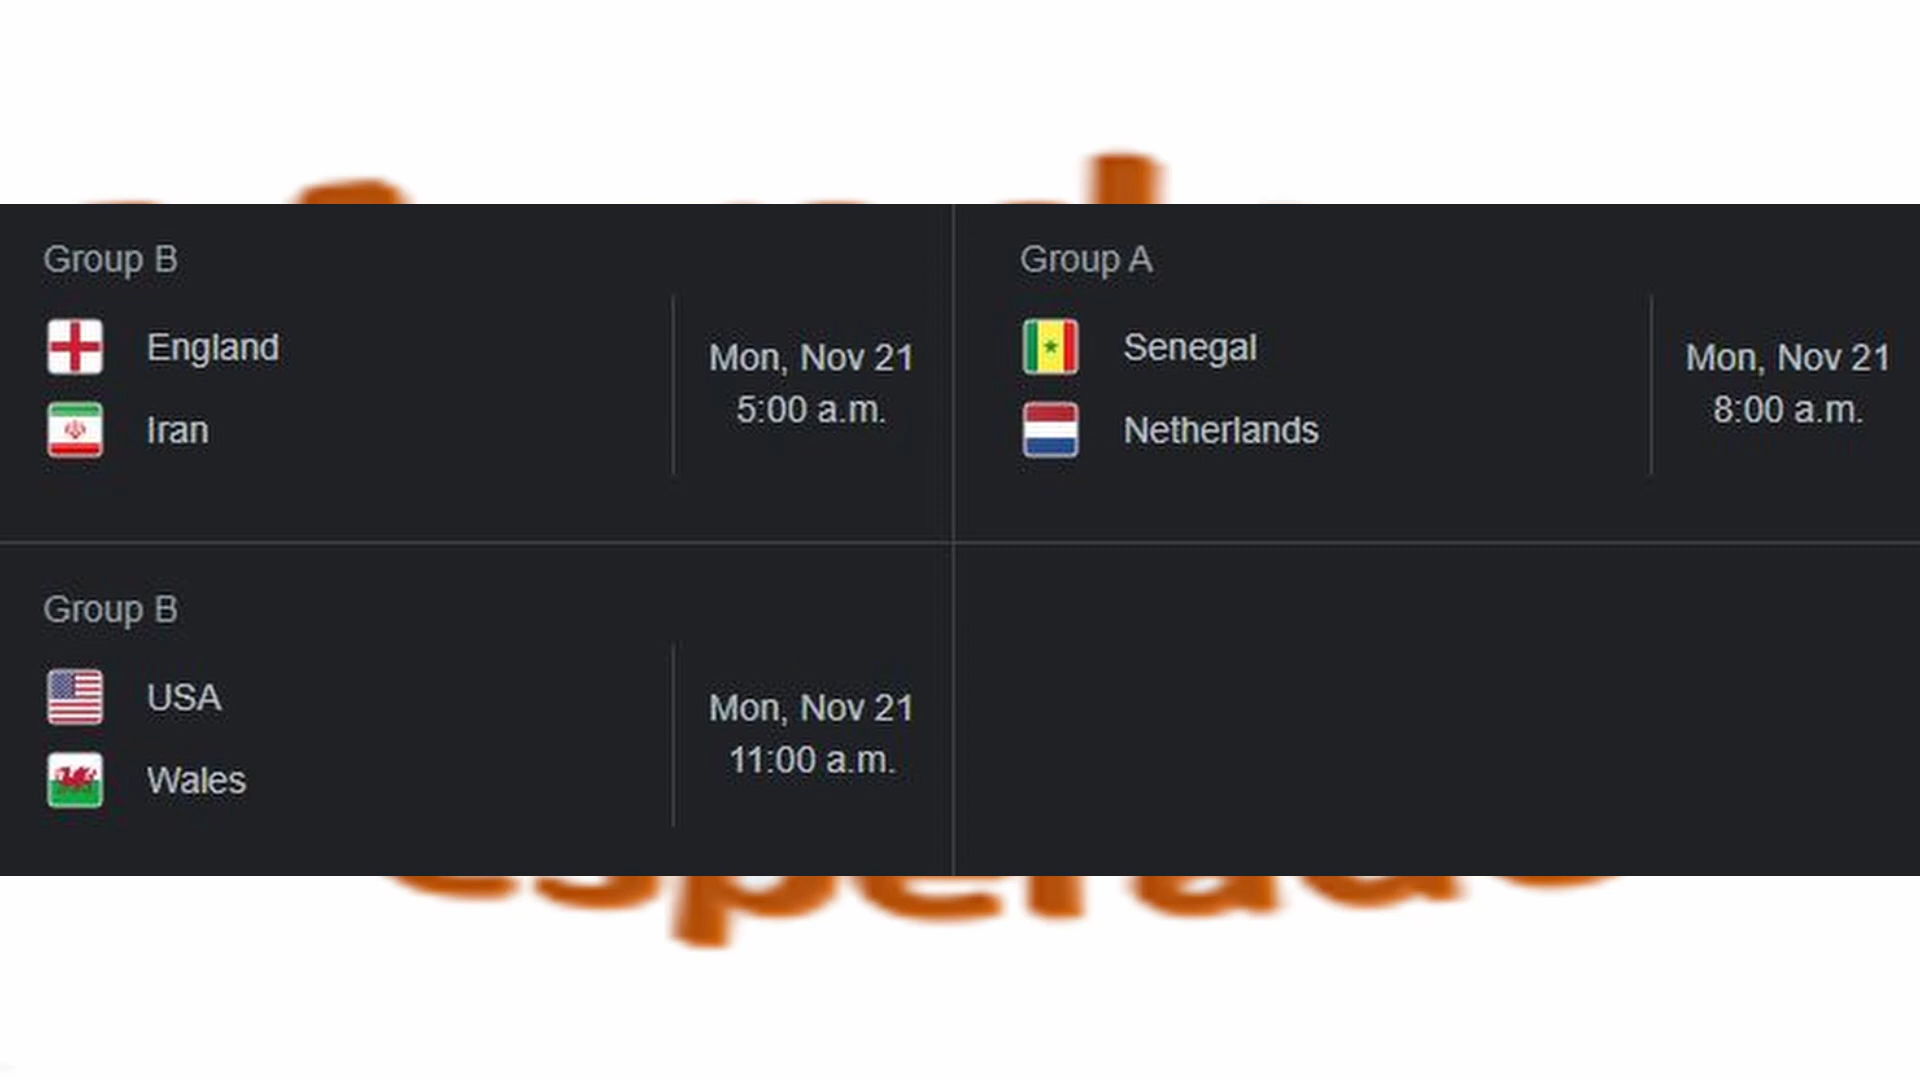 Group B
England
Iran
Mon, Nov 21
5:00 a.m.
Group A
Senegal
Netherlands
Mon, Nov 21
8:00 a.m.
Group B
USA
Wales
Mon, Nov 21
11:00 a.m.